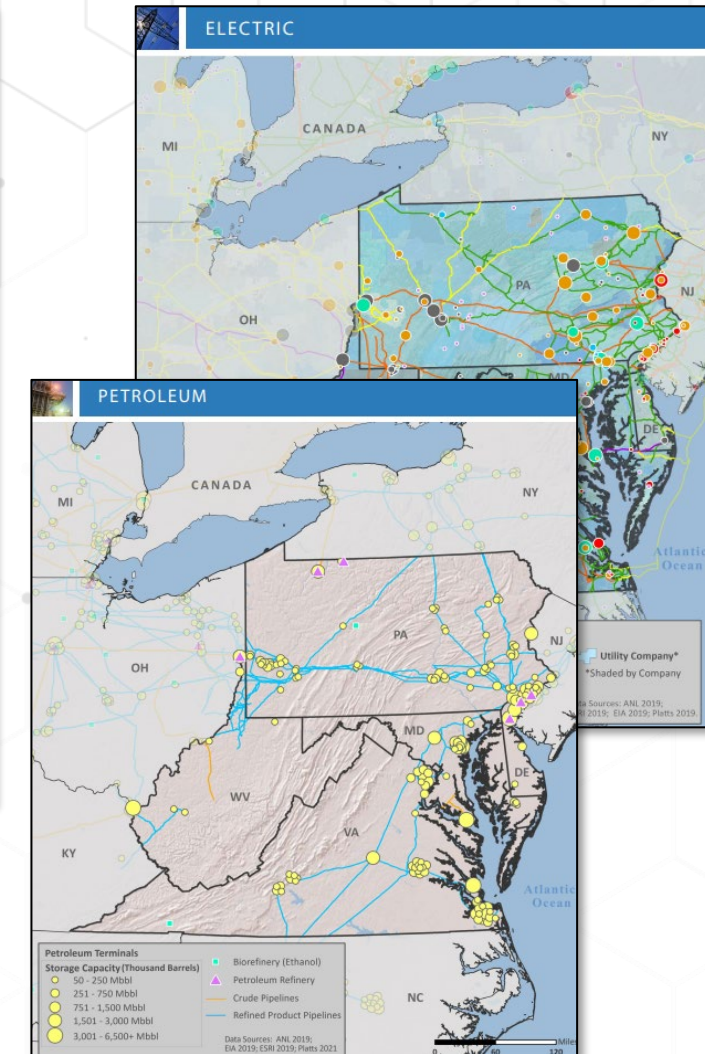 ELECTRIC
CANADA
MI
NY
PA
NJ
OH
MD
DE
Atlantic
Ocean
Utility Company*
*Shaded by Company
ta Sources: ANL 2019;
RI 2019; EIA 2019; Platts 2019.
PETROLEUM
CANADA
MI
NY
PA
NJ
OH
MD
DE
WV
VA
KY
Atlantic
Ocean
NC
Petroleum Terminals
Storage Capacity (Thousand Barrels)
50 - 250 Mbbl
251 - 750 Mbbl
751 - 1,500 Mbbl
1,501 - 3,000 Mbbl
3,001 - 6,500+ Mbbl
Biorefinery (Ethanol)
Petroleum Refinery
Crude Pipelines
Refined Product Pipelines
Data Sources: ANL 2019;
EIA 2019; ESRI 2019; Platts 2021
Miles
0 60 120